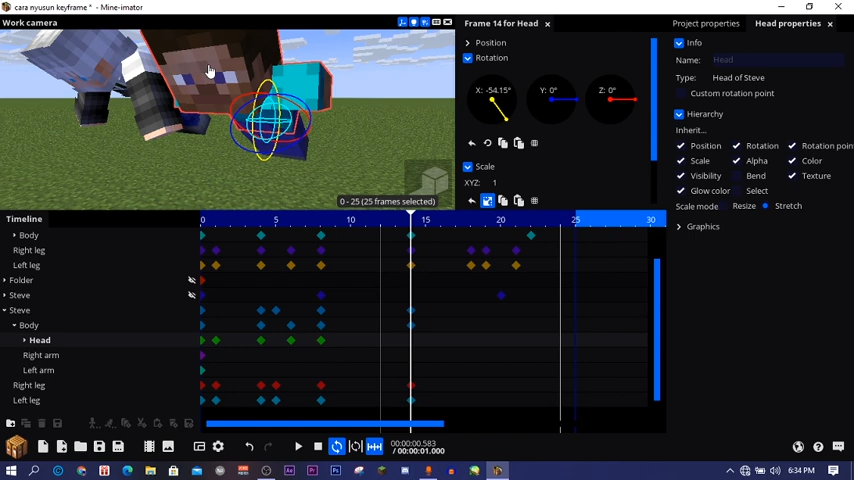 cara nyusun keyframe * - Mine-imator
Work camera
0 - 25 (25 frames selected)
Frame 14 for Head
Position
Rotation
X: -54.15°
Y: 0°
Z: 0°
Scale
XYZ: 1
Project properties
Head properties
Info
Name: Head
Type: Head of Steve
Custom rotation point
Hierarchy
Inherit...
Position Rotation Rotation poin
Scale Alpha Color
Visibility Bend Texture
Glow color Select
Scale mode Resize Stretch
Graphics
Timeline
0 5 10 15 20 25 30
Body
Right leg
Left leg
Folder
Steve
Steve
Body
Head
Right arm
Left arm
Right leg
Left leg
00:00:00.583
/ 00:00:01.000
6:34 PM